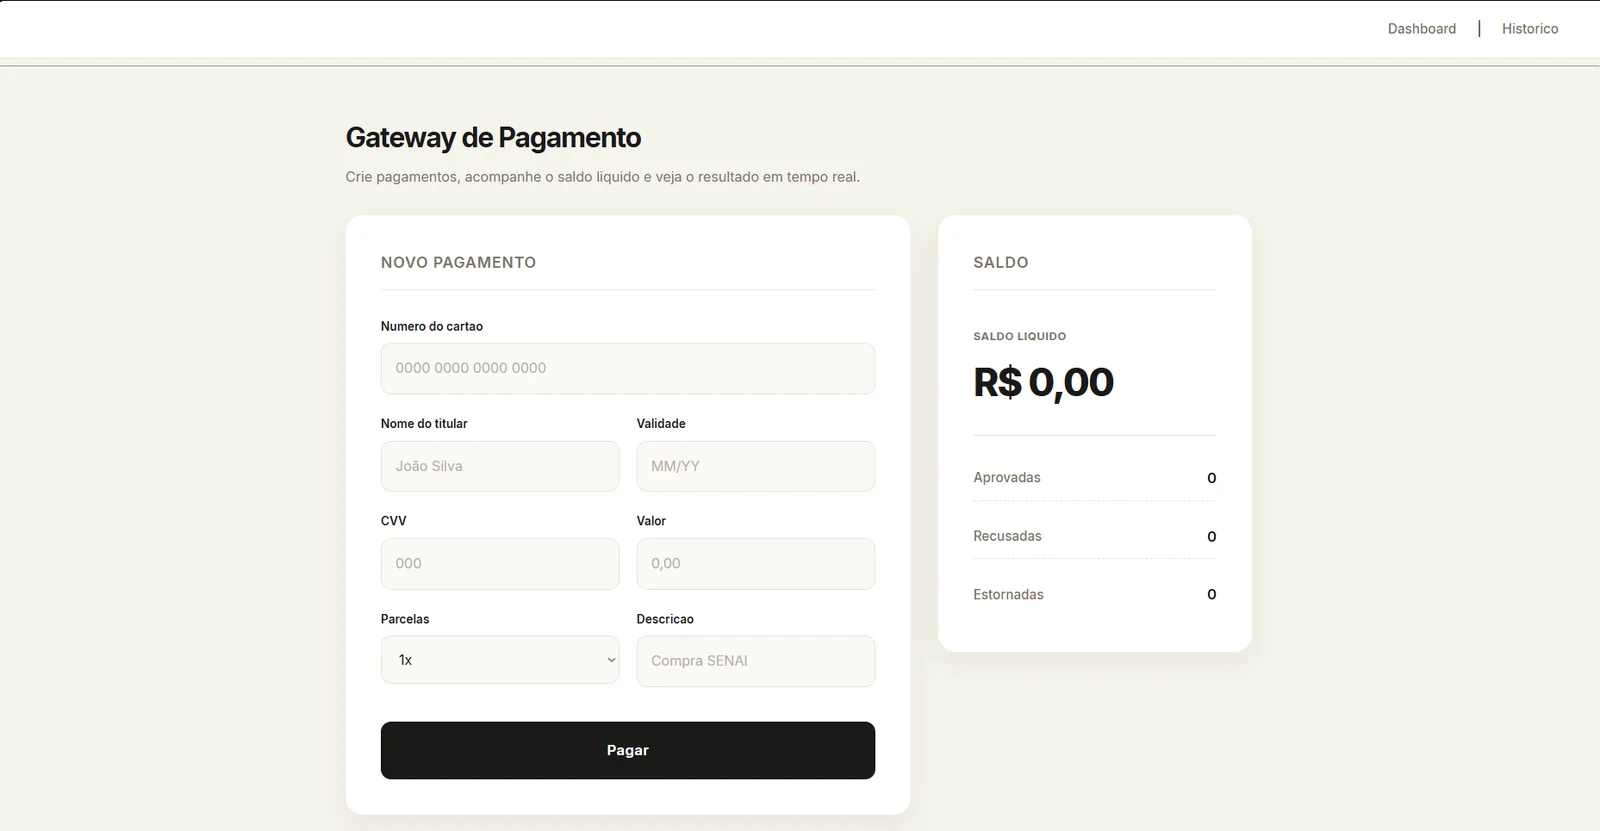 Dashboard | Historico
Gateway de Pagamento
Crie pagamentos, acompanhe o saldo liquido e veja o resultado em tempo real.
NOVO PAGAMENTO
Numero do cartao
0000 0000 0000 0000
Nome do titular
Validade
João Silva
MM/YY
CVV
Valor
000
0,00
Parcelas
Descricao
1x
Compra SENAI
Pagar
SALDO
SALDO LIQUIDO
R$ 0,00
Aprovadas 0
Recusadas 0
Estornadas 0